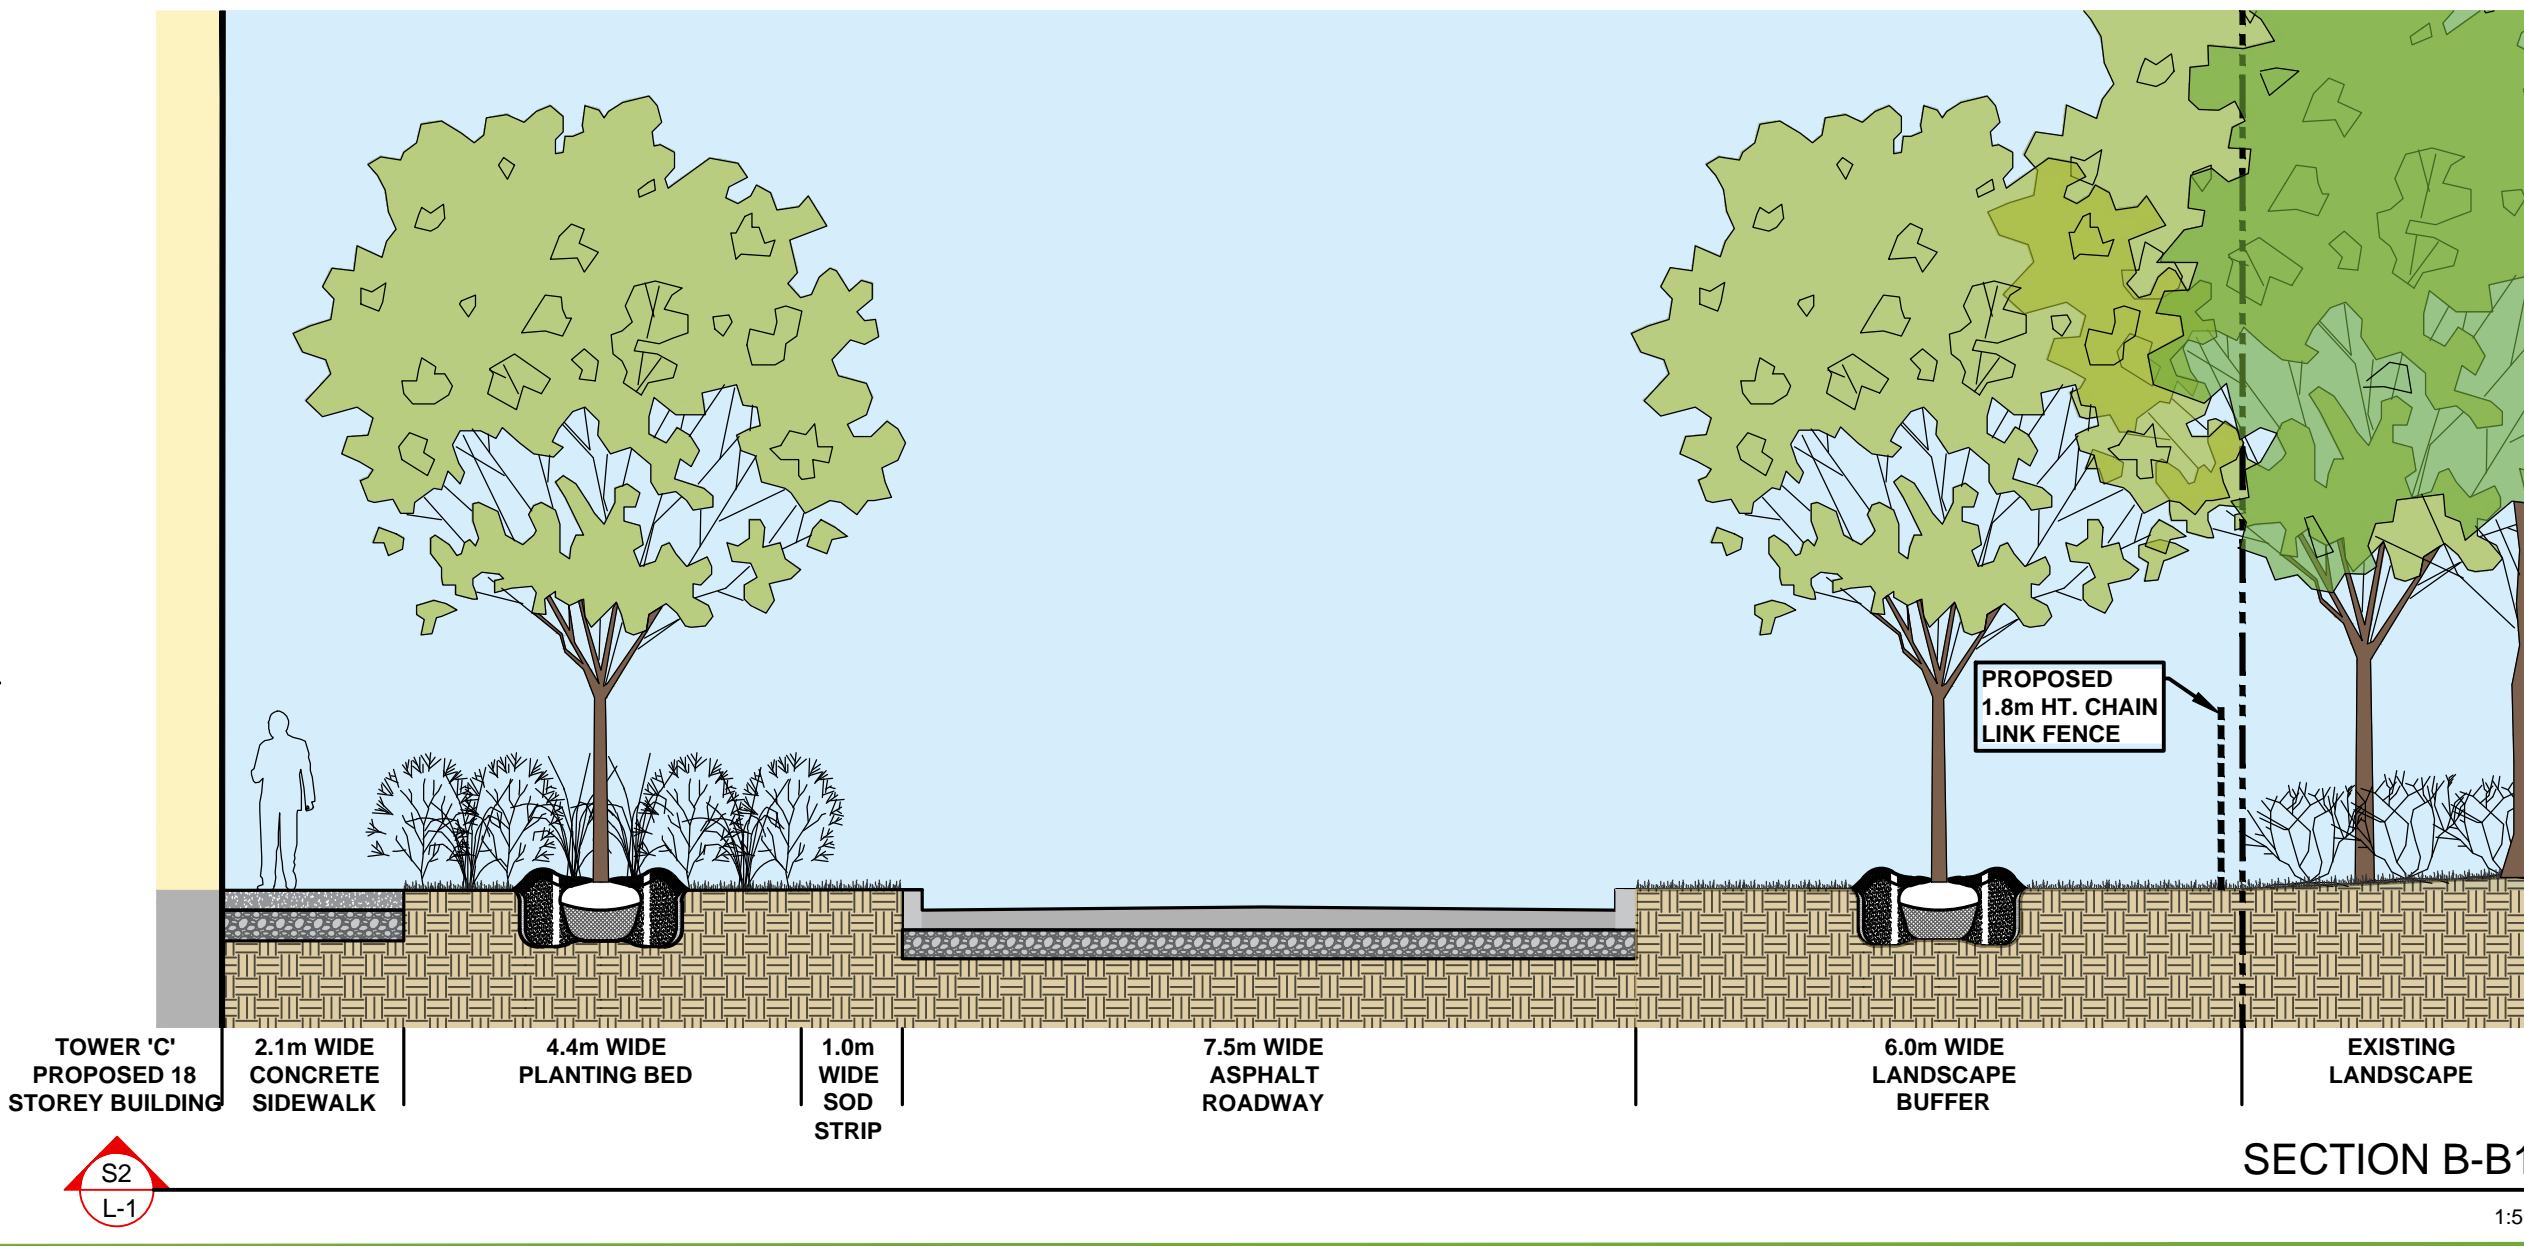 PROPOSED
1.8m HT. CHAIN
LINK FENCE
TOWER 'C'
PROPOSED 18
STOREY BUILDING
2.1m WIDE
CONCRETE
SIDEWALK
4.4m WIDE
PLANTING BED
1.0m
WIDE
SOD
STRIP
7.5m WIDE
ASPHALT
ROADWAY
6.0m WIDE
LANDSCAPE
BUFFER
EXISTING
LANDSCAPE
S2
L-1
SECTION B-B1
1:5